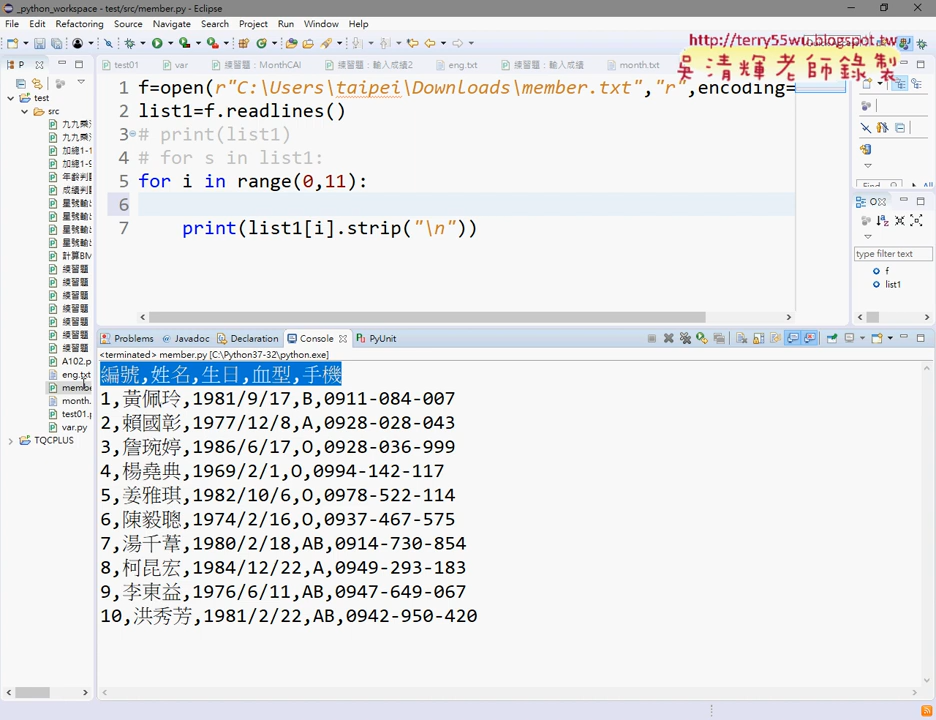 _python_workspace - test/src/member.py - Eclipse
File Edit Refactoring Source Navigate Search Project Run Window Help
http://terry55wu.blogspot.tw
吳清輝老師錄製
P
test01 var 練習題：MonthCAl 練習題：輸入成績2 eng.txt 練習題：輸入成績 month.txt
test
src
九九乘
九九乘
加總1-1
加總1-9
年齡判
成績判
星號輸
星號輸
星號輸
星號輸
計算BM
練習題
練習題
練習題
練習題
練習題
練習題
練習題
A102.p
eng.txt
membe
month.
test01.
var.py
TQCPLUS
1 f=open(r"C:\Users\taipei\Downloads\member.txt","r",encoding=
2 list1=f.readlines()
3 # print(list1)
4 # for s in list1:
5 for i in range(0,11):
6
7 print(list1[i].strip("\n"))
Find All
type filter text
f
list1
Problems Javadoc Declaration Console PyUnit
<terminated> member.py [C:\Python37-32\python.exe]
編號,姓名,生日,血型,手機
1,黃佩玲,1981/9/17,B,0911-084-007
2,賴國彰,1977/12/8,A,0928-028-043
3,詹琬婷,1986/6/17,O,0928-036-999
4,楊堯典,1969/2/1,O,0994-142-117
5,姜雅琪,1982/10/6,O,0978-522-114
6,陳毅聰,1974/2/16,O,0937-467-575
7,湯千葦,1980/2/18,AB,0914-730-854
8,柯昆宏,1984/12/22,A,0949-293-183
9,李東益,1976/6/11,AB,0947-649-067
10,洪秀芳,1981/2/22,AB,0942-950-420